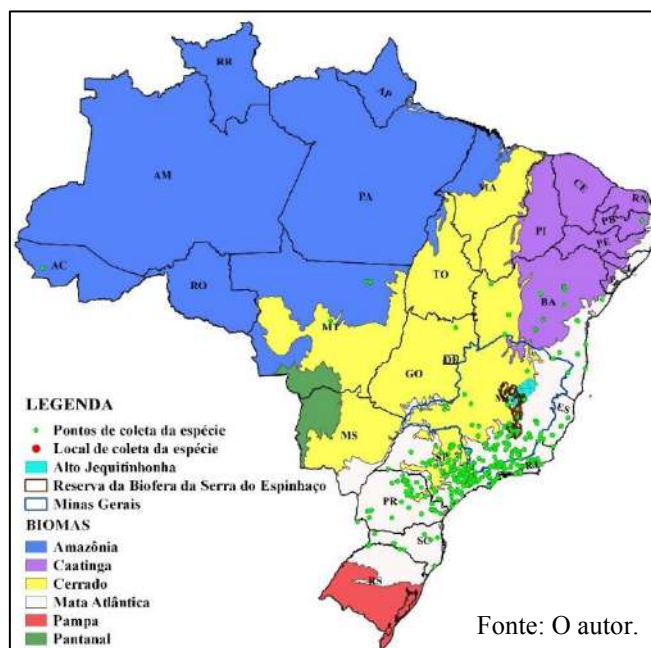 RR
AP
AM
PA
MA
CE
RN
PB
PE
PI
AC
RO
TO
BA
MT
GO
DF
MS
ES
SP
RJ
PR
SC
RS
LEGENDA
Pontos de coleta da espécie
Local de coleta da espécie
Alto Jequitinhonha
Reserva da Biofera da Serra do Espinhaço
Minas Gerais
BIOMAS
Amazônia
Caatinga
Cerrado
Mata Atlântica
Pampa
Pantanal
Fonte: O autor.